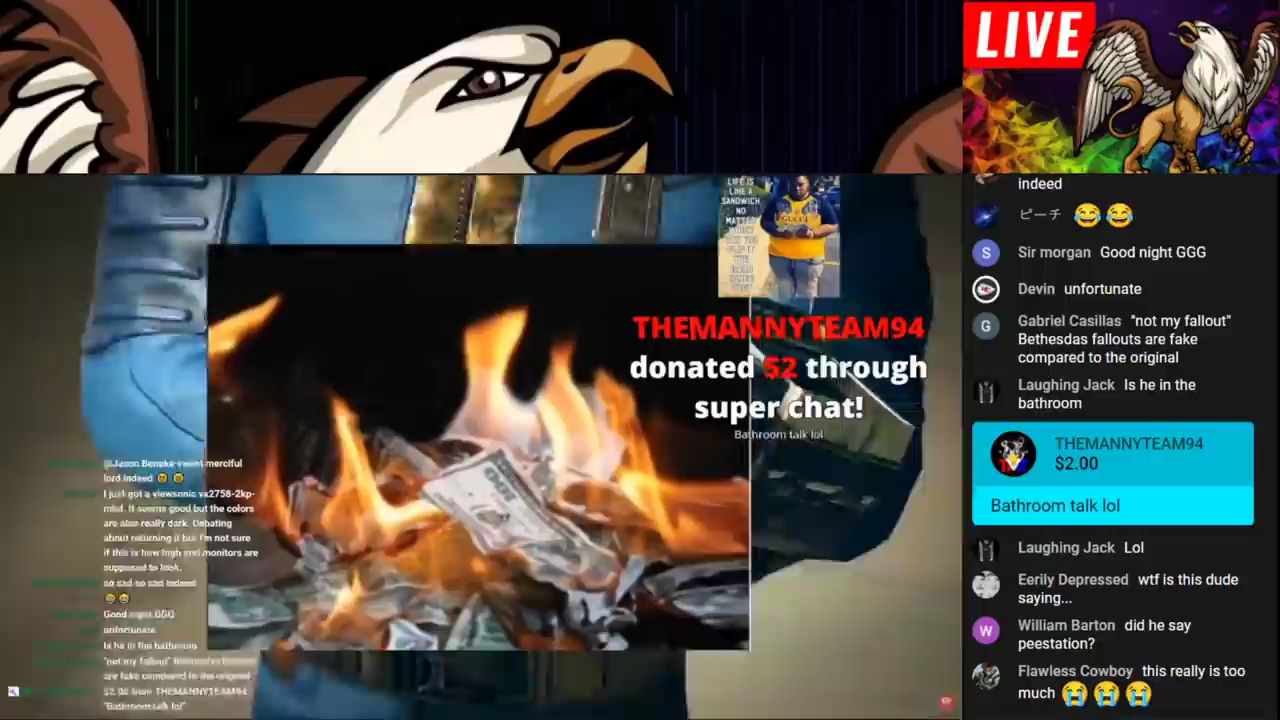 LIVE
LIFE IS
LIKE A
SANDWICH
NO
MATTER
GUCCI
THEMANNYTEAM94
donated $2 through
super chat!
Bathroom talk lol
merciful
lord indeed
I just got a viewsonic vx2758-2kp-
mhd. It seems good but the colors
are also really dark. Debating
about returning it but I'm not sure
if this is how high end monitors are
supposed to look.
so sad so sad indeed
Good night GGG
unfortunate
Is he in the bathroom
"not my fallout" Bethesdas fallouts
are fake compared to the original
$2.00 from THEMANNYTEAM94:
"Bathroom talk lol"
indeed
ピーチ 😂😂
S Sir morgan Good night GGG
Devin unfortunate
G Gabriel Casillas "not my fallout"
Bethesdas fallouts are fake
compared to the original
Laughing Jack Is he in the
bathroom
THEMANNYTEAM94
$2.00
Bathroom talk lol
Laughing Jack Lol
Eerily Depressed wtf is this dude
saying...
W William Barton did he say
peestation?
Flawless Cowboy this really is too
much 😭😭😭